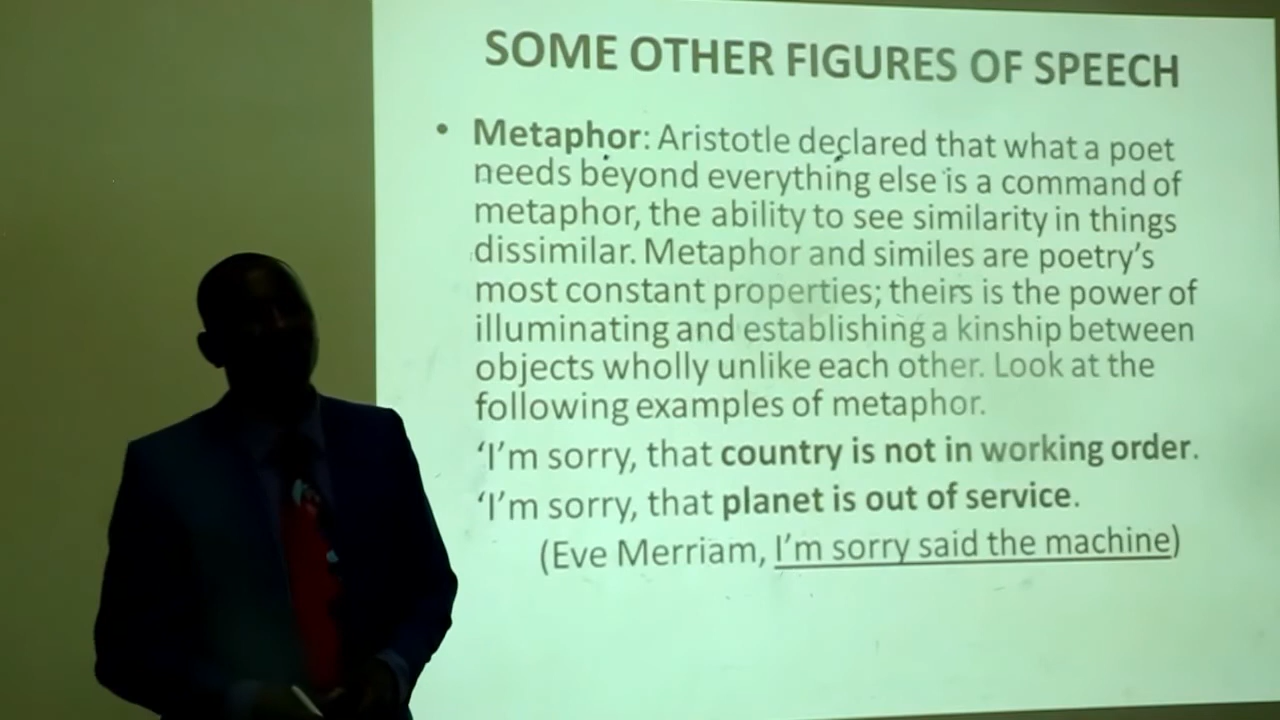 SOME OTHER FIGURES OF SPEECH
• Metaphor: Aristotle declared that what a poet
needs beyond everything else is a command of
metaphor, the ability to see similarity in things
dissimilar. Metaphor and similes are poetry's
most constant properties; theirs is the power of
illuminating and establishing a kinship between
objects wholly unlike each other. Look at the
following examples of metaphor.
‘I'm sorry, that country is not in working order.
‘I'm sorry, that planet is out of service.
(Eve Merriam, I'm sorry said the machine)